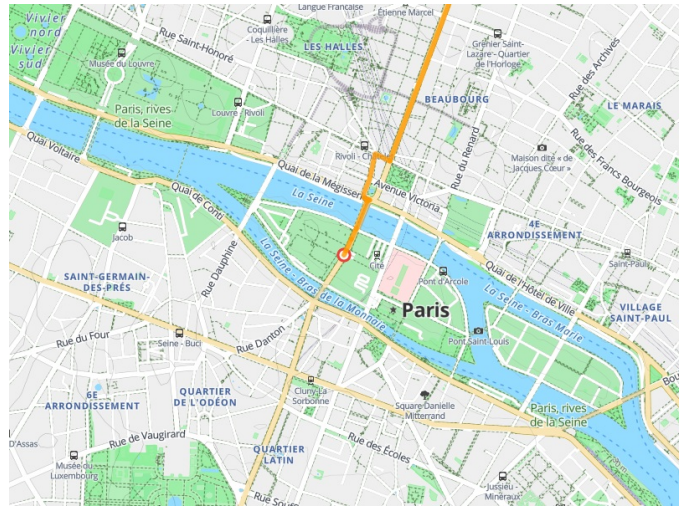 Langue Française
Étienne Marcel
Vivier
nord
Vivier
sud
Rue Saint-Honoré
Coquillière
- Les Halles
LES HALLES
Grenier Saint-
Lazare - Quartier
de l'Horloge
Musée du Louvre
Rue des Archives
BEAUBOURG
LE MARAIS
Paris, rives
de la Seine
Louvre - Rivoli
Rue du Renard
Rue des Francs Bourgeois
Quai Voltaire
Rivoli - Ch
Maison dite « de
Jacques Cœur »
Quai de la Mégisserie
Avenue Victoria
Quai de Conti
La Seine
4E
ARRONDISSEMENT
Jacob
Rue Dauphine
Cité
Saint-Paul
SAINT-GERMAIN-
DES-PRÉS
La Seine - Bras de la Monnaie
Pont d'Arcole
Quai de l'Hôtel de Ville
La Seine - Bras Marie
Paris
VILLAGE
SAINT-PAUL
Rue du Four
Seine - Buci
Rue Danton
Pont Saint-Louis
6E
ARRONDISSEMENT
QUARTIER
DE L'ODÉON
Cluny-La
Sorbonne
Square Danielle
Mitterrand
Paris, rives
de la Seine
Bou
D'Assas
Rue de Vaugirard
Rue des Écoles
Musée du
Luxembourg
QUARTIER
LATIN
Jussieu
Minéraux
Rue Sou